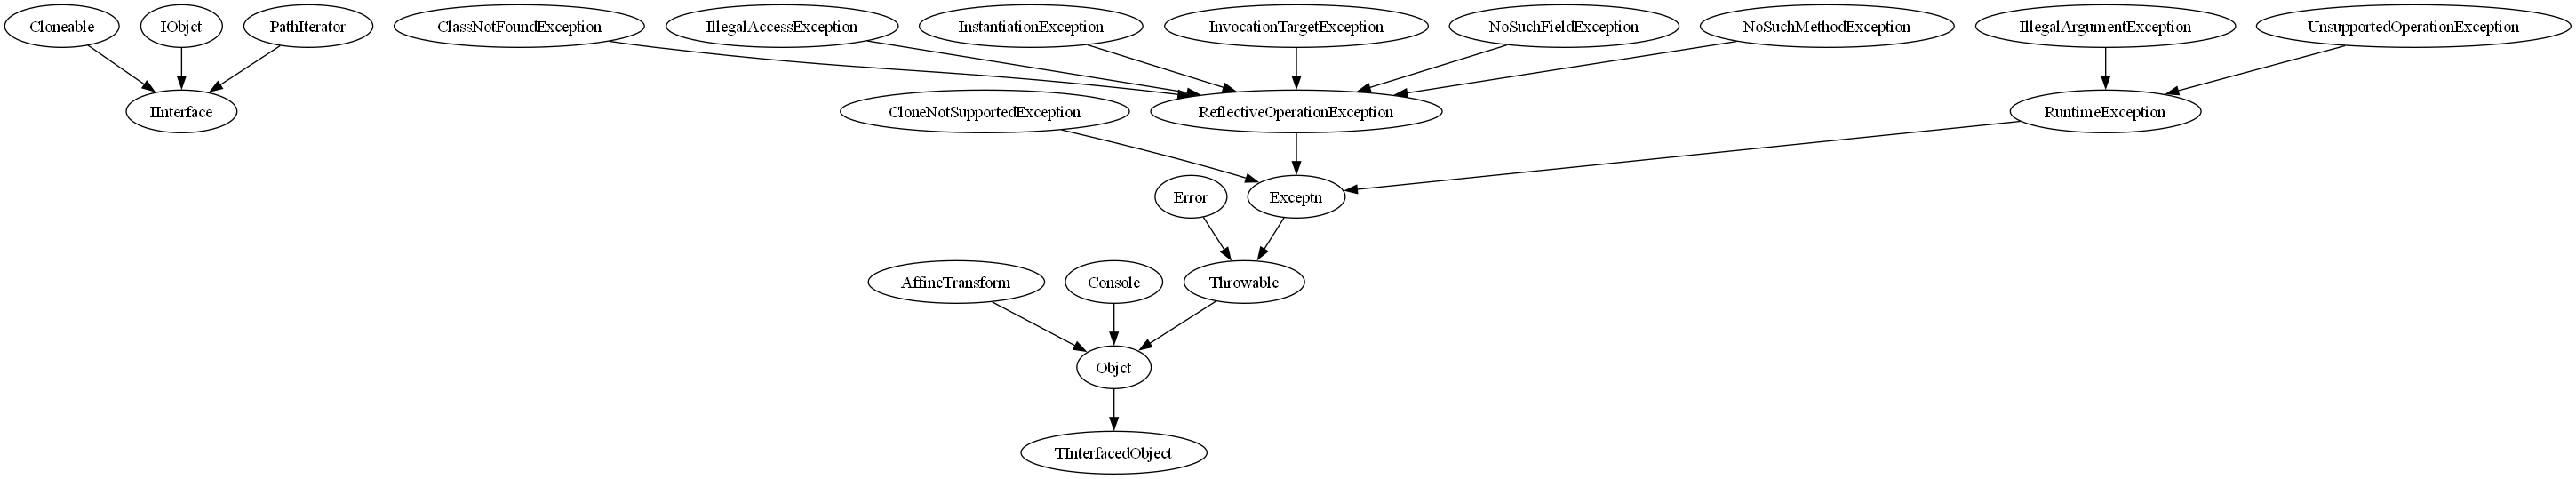 Cloneable
IObjct
PathIterator
ClassNotFoundException
IllegalAccessException
InstantiationException
InvocationTargetException
NoSuchFieldException
NoSuchMethodException
IllegalArgumentException
UnsupportedOperationException
IInterface
CloneNotSupportedException
ReflectiveOperationException
RuntimeException
Error
Exceptn
AffineTransform
Console
Throwable
Objct
TInterfacedObject